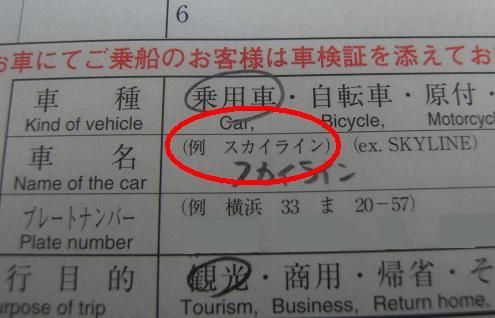 6
お車にてご乗船のお客様は車検証を添えてお
車 種 乗用車・自転車・原付・
Kind of vehicle Car, Bicycle, Motorcyc
車 名 (例 スカイライン) (ex. SKYLINE)
Name of the car スカイライン
プレートナンバー (例 横浜 33 ま 20-57)
Plate number
行目的 観光・商用・帰省・そ
urpose of trip Tourism, Business, Return home,